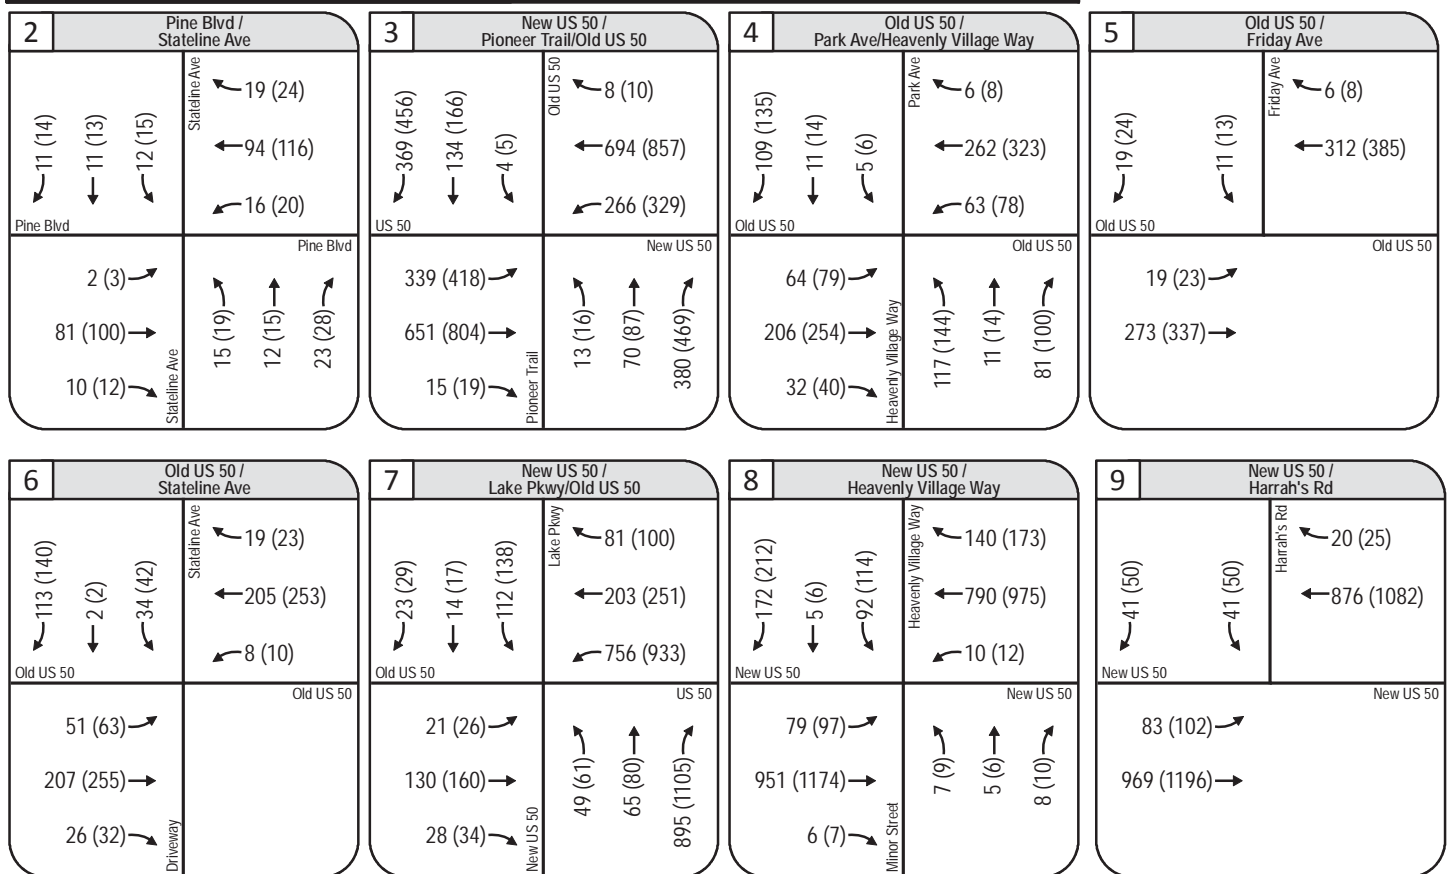 2
Pine Blvd /
Stateline Ave
Stateline Ave
11 (14)
11 (13)
12 (15)
19 (24)
94 (116)
16 (20)
Pine Blvd
Pine Blvd
2 (3)
81 (100)
10 (12)
Stateline Ave
15 (19)
12 (15)
23 (28)
3
New US 50 /
Pioneer Trail/Old US 50
Old US 50
369 (456)
134 (166)
4 (5)
8 (10)
694 (857)
266 (329)
US 50
New US 50
339 (418)
651 (804)
15 (19)
Pioneer Trail
13 (16)
70 (87)
380 (469)
4
Old US 50 /
Park Ave/Heavenly Village Way
Park Ave
109 (135)
11 (14)
5 (6)
6 (8)
262 (323)
63 (78)
Old US 50
Old US 50
64 (79)
206 (254)
32 (40)
Heavenly Village Way
117 (144)
11 (14)
81 (100)
5
Old US 50 /
Friday Ave
Friday Ave
19 (24)
11 (13)
6 (8)
312 (385)
Old US 50
Old US 50
19 (23)
273 (337)
6
Old US 50 /
Stateline Ave
Stateline Ave
113 (140)
2 (2)
34 (42)
19 (23)
205 (253)
8 (10)
Old US 50
Old US 50
51 (63)
207 (255)
26 (32)
Driveway
7
New US 50 /
Lake Pkwy/Old US 50
Lake Pkwy
23 (29)
14 (17)
112 (138)
81 (100)
203 (251)
756 (933)
Old US 50
US 50
21 (26)
130 (160)
28 (34)
New US 50
49 (61)
65 (80)
895 (1105)
8
New US 50 /
Heavenly Village Way
Heavenly Village Way
172 (212)
5 (6)
92 (114)
140 (173)
790 (975)
10 (12)
New US 50
New US 50
79 (97)
951 (1174)
6 (7)
Minor Street
7 (9)
5 (6)
8 (10)
9
New US 50 /
Harrah's Rd
Harrah's Rd
41 (50)
41 (50)
20 (25)
876 (1082)
New US 50
New US 50
83 (102)
969 (1196)